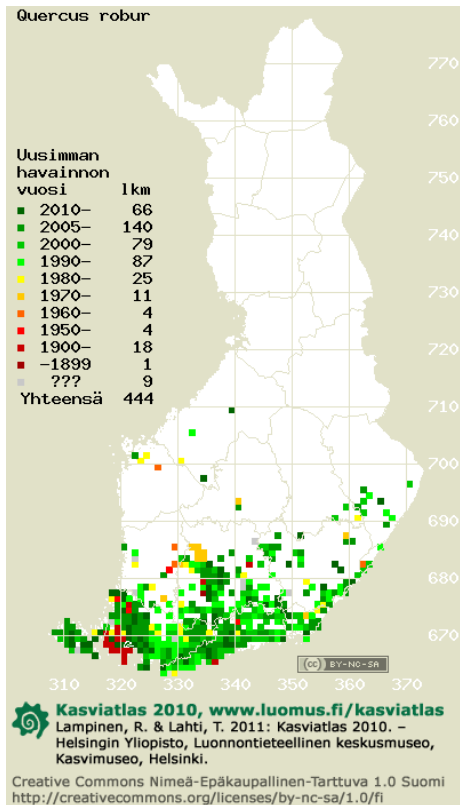 Quercus robur
770
760
Uusimman
havainnon
vuosi lkm
2010– 66
2005– 140
2000– 79
1990– 87
1980– 25
1970– 11
1960– 4
1950– 4
1900– 18
–1899 1
??? 9
Yhteensä 444
750
740
730
720
710
700
690
680
670
310 320 330 340 350 360 370
(cc) BY-NC-SA
Kasviatlas 2010, www.luomus.fi/kasviatlas
Lampinen, R. & Lahti, T. 2011: Kasviatlas 2010. –
Helsingin Yliopisto, Luonnontieteellinen keskusmuseo,
Kasvimuseo, Helsinki.
Creative Commons Nimeä-Epäkaupallinen-Tarttuva 1.0 Suomi
http://creativecommons.org/licenses/by-nc-sa/1.0/fi